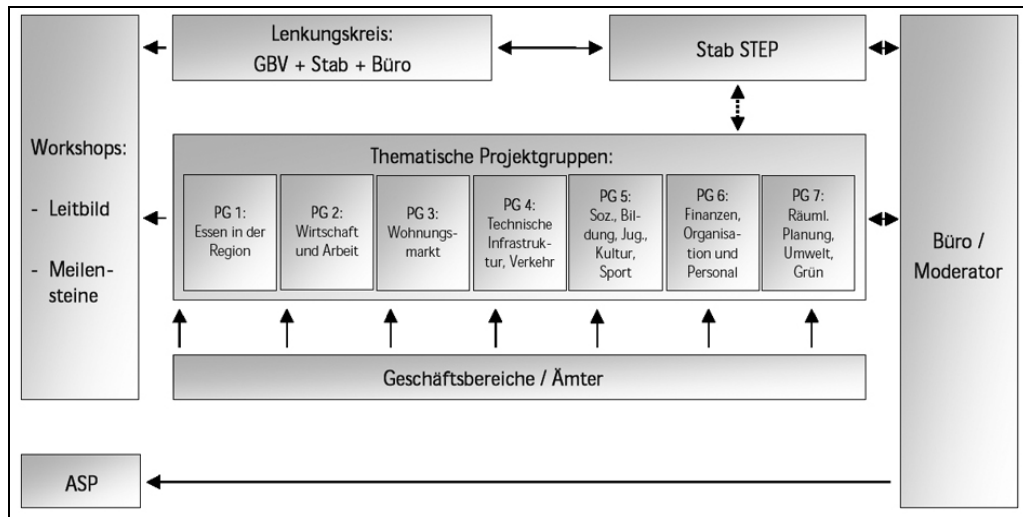 Lenkungskreis:
GBV + Stab + Büro
Stab STEP
Workshops:
- Leitbild
- Meilen-
steine
Thematische Projektgruppen:
PG 1:
Essen in der
Region
PG 2:
Wirtschaft
und Arbeit
PG 3:
Wohnungs-
markt
PG 4:
Technische
Infrastruk-
tur, Verkehr
PG 5:
Soz., Bil-
dung, Jug.,
Kultur,
Sport
PG 6:
Finanzen,
Organisa-
tion und
Personal
PG 7:
Räuml.
Planung,
Umwelt,
Grün
Büro /
Moderator
Geschäftsbereiche / Ämter
ASP